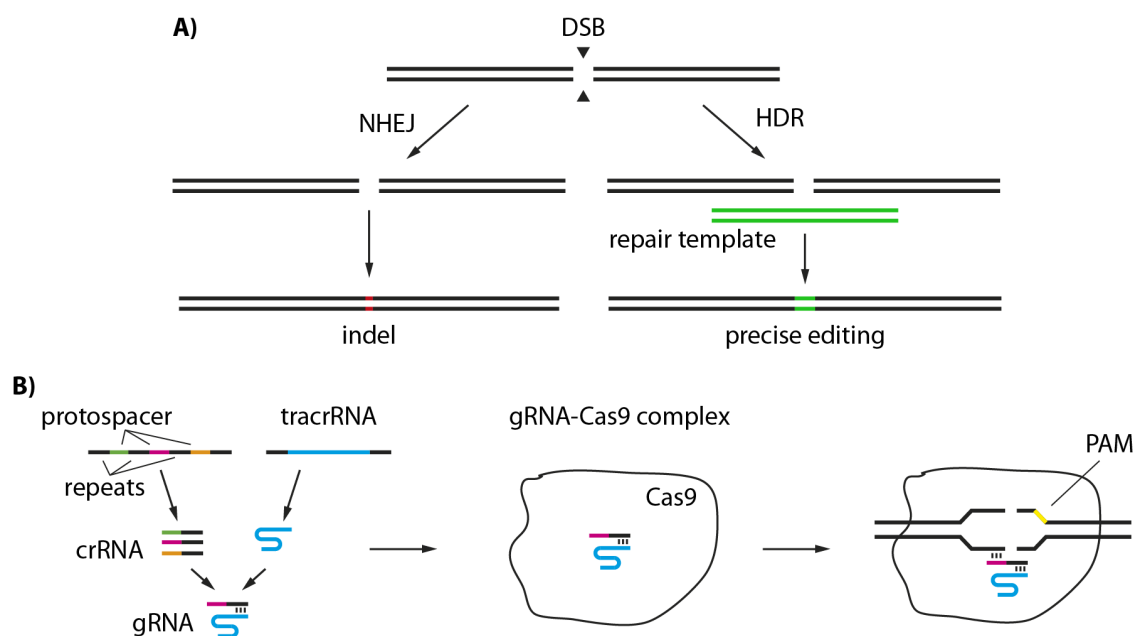 A)
DSB
NHEJ
HDR
repair template
indel
precise editing
B)
protospacer
tracrRNA
gRNA-Cas9 complex
PAM
repeats
Cas9
crRNA
gRNA